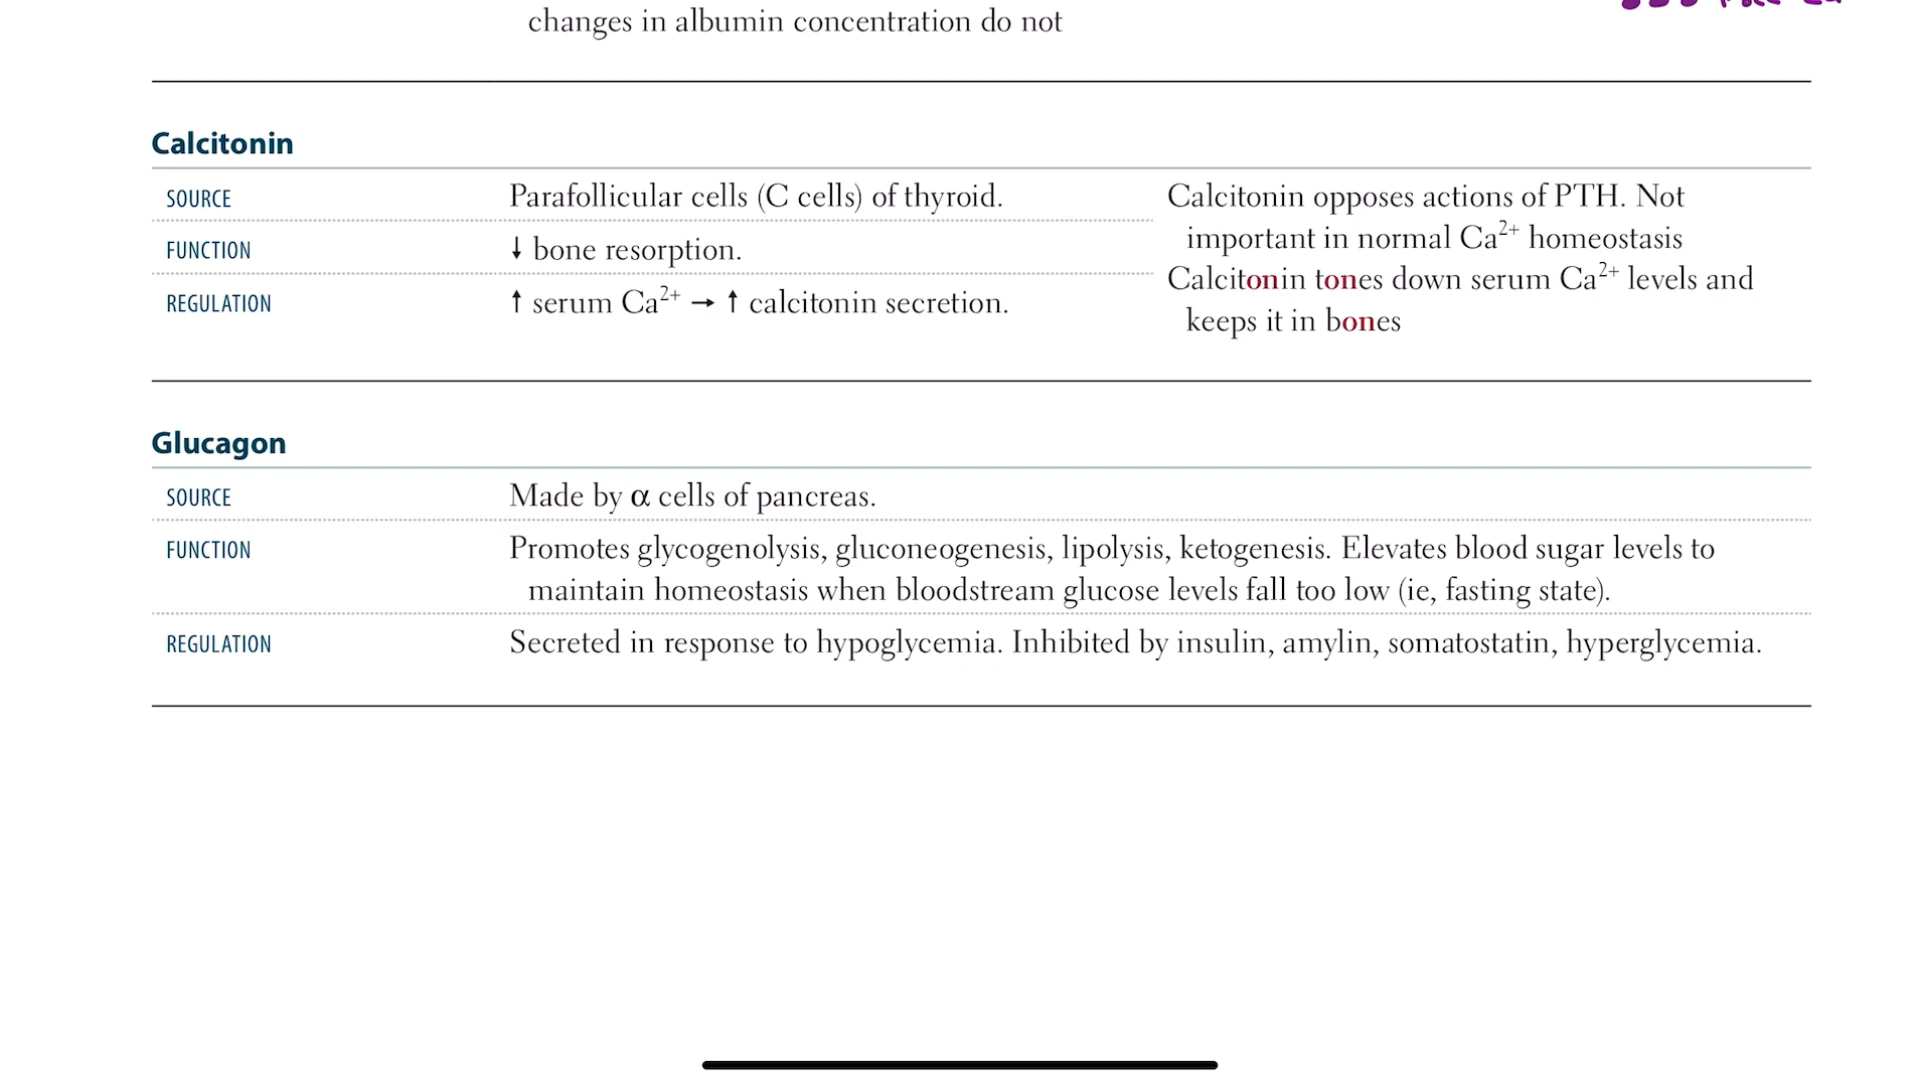 changes in albumin concentration do not
Calcitonin
SOURCE
Parafollicular cells (C cells) of thyroid.
FUNCTION
↓ bone resorption.
REGULATION
↑ serum Ca²⁺ → ↑ calcitonin secretion.
Calcitonin opposes actions of PTH. Not
important in normal Ca²⁺ homeostasis
Calcitonin tones down serum Ca²⁺ levels and
keeps it in bones
Glucagon
SOURCE
Made by α cells of pancreas.
FUNCTION
Promotes glycogenolysis, gluconeogenesis, lipolysis, ketogenesis. Elevates blood sugar levels to
maintain homeostasis when bloodstream glucose levels fall too low (ie, fasting state).
REGULATION
Secreted in response to hypoglycemia. Inhibited by insulin, amylin, somatostatin, hyperglycemia.